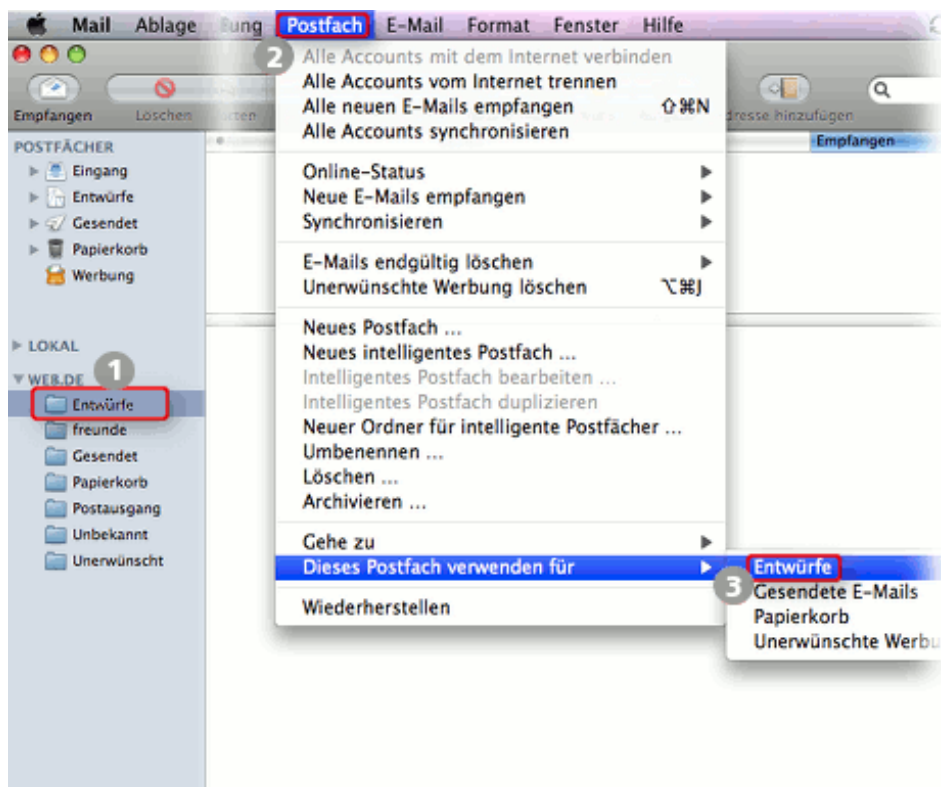 Mail Ablage Postfach E-Mail Format Fenster Hilfe
2
Alle Accounts mit dem Internet verbinden
Alle Accounts vom Internet trennen
Alle neuen E-Mails empfangen ⇧⌘N
Alle Accounts synchronisieren
Empfangen Löschen
Empfangen
POSTFÄCHER
Eingang
Entwürfe
Gesendet
Papierkorb
Werbung
Online-Status
Neue E-Mails empfangen
Synchronisieren
E-Mails endgültig löschen
Unerwünschte Werbung löschen ⌥⌘J
Neues Postfach ...
Neues intelligentes Postfach ...
Intelligentes Postfach bearbeiten ...
Intelligentes Postfach duplizieren
Neuer Ordner für intelligente Postfächer ...
Umbenennen ...
Löschen ...
Archivieren ...
Gehe zu
Dieses Postfach verwenden für
Wiederherstellen
LOKAL
1
WEB.DE
Entwürfe
freunde
Gesendet
Papierkorb
Postausgang
Unbekannt
Unerwünscht
3
Entwürfe
Gesendete E-Mails
Papierkorb
Unerwünschte